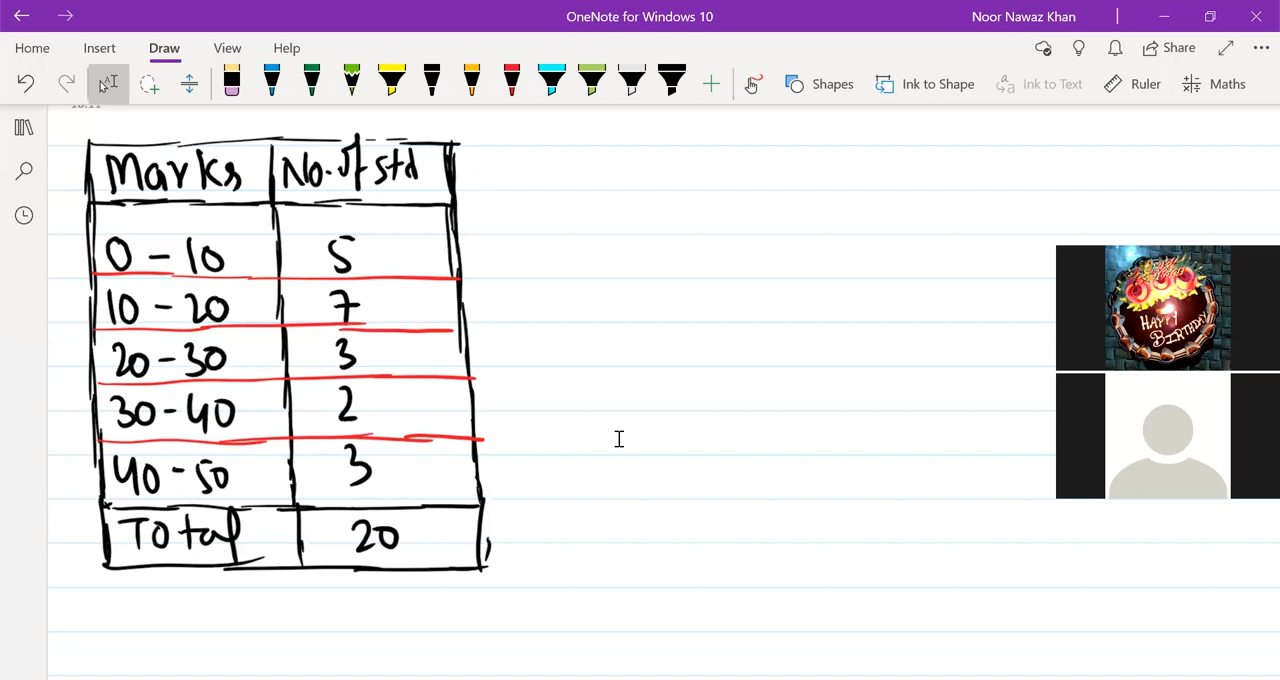 OneNote for Windows 10
Noor Nawaz Khan
Home Insert Draw View Help
Share
Shapes Ink to Shape Ink to Text Ruler Maths
Marks No. of std
0 - 10 5
10 - 20 7
20 - 30 3
30 - 40 2
40 - 50 3
Total 20
HAPPY
BIRTHDAY